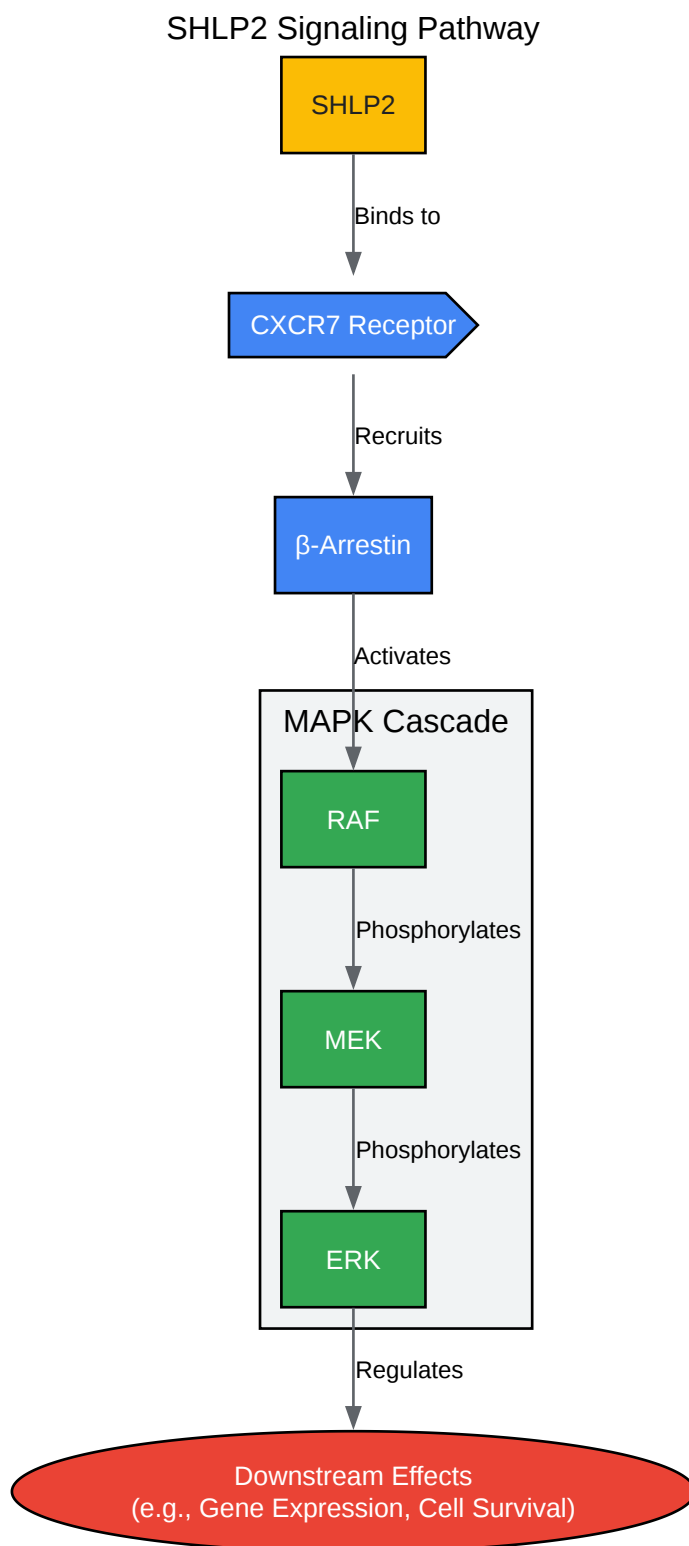 SHLP2 Signaling Pathway
SHLP2
Binds to
CXCR7 Receptor
Recruits
β-Arrestin
Activates
MAPK Cascade
RAF
Phosphorylates
MEK
Phosphorylates
ERK
Regulates
Downstream Effects
(e.g., Gene Expression, Cell Survival)